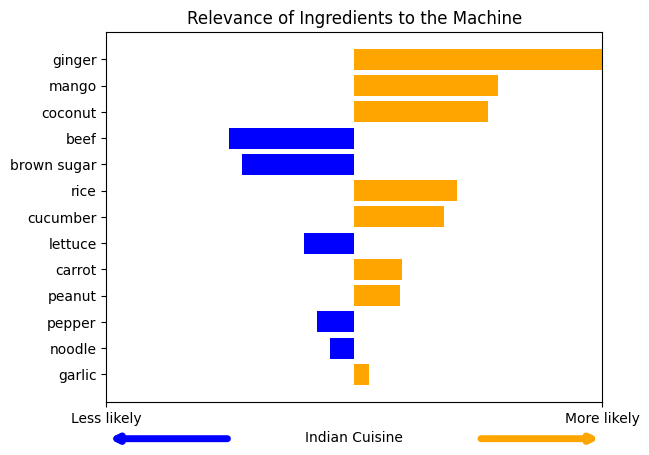 Relevance of Ingredients to the Machine
ginger
mango
coconut
beef
brown sugar
rice
cucumber
lettuce
carrot
peanut
pepper
noodle
garlic
Less likely
More likely
Indian Cuisine